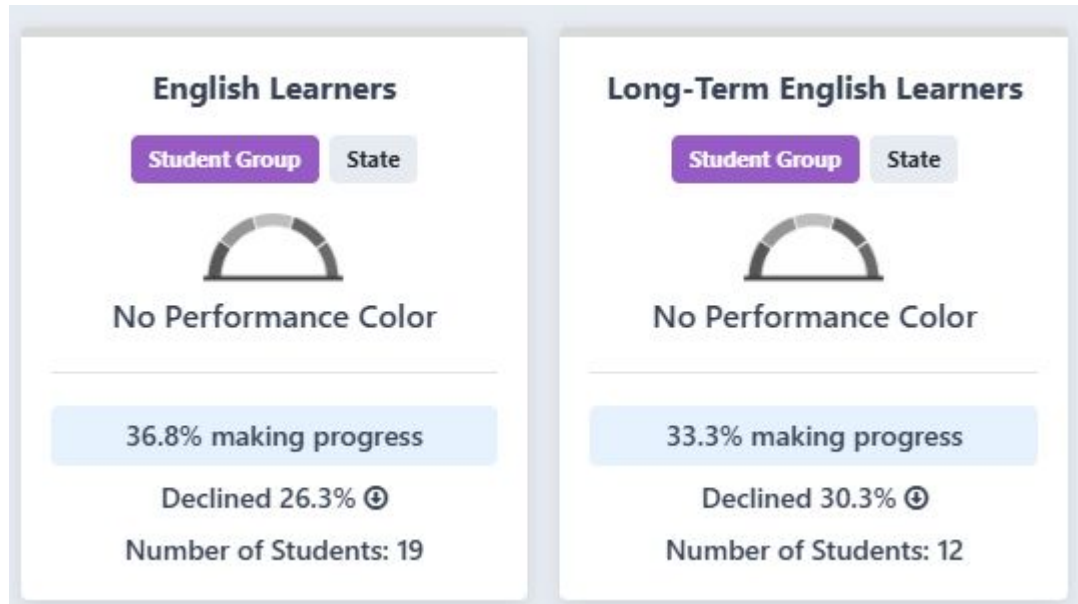 English Learners
Student Group State
No Performance Color
36.8% making progress
Declined 26.3%
Number of Students: 19
Long-Term English Learners
Student Group State
No Performance Color
33.3% making progress
Declined 30.3%
Number of Students: 12